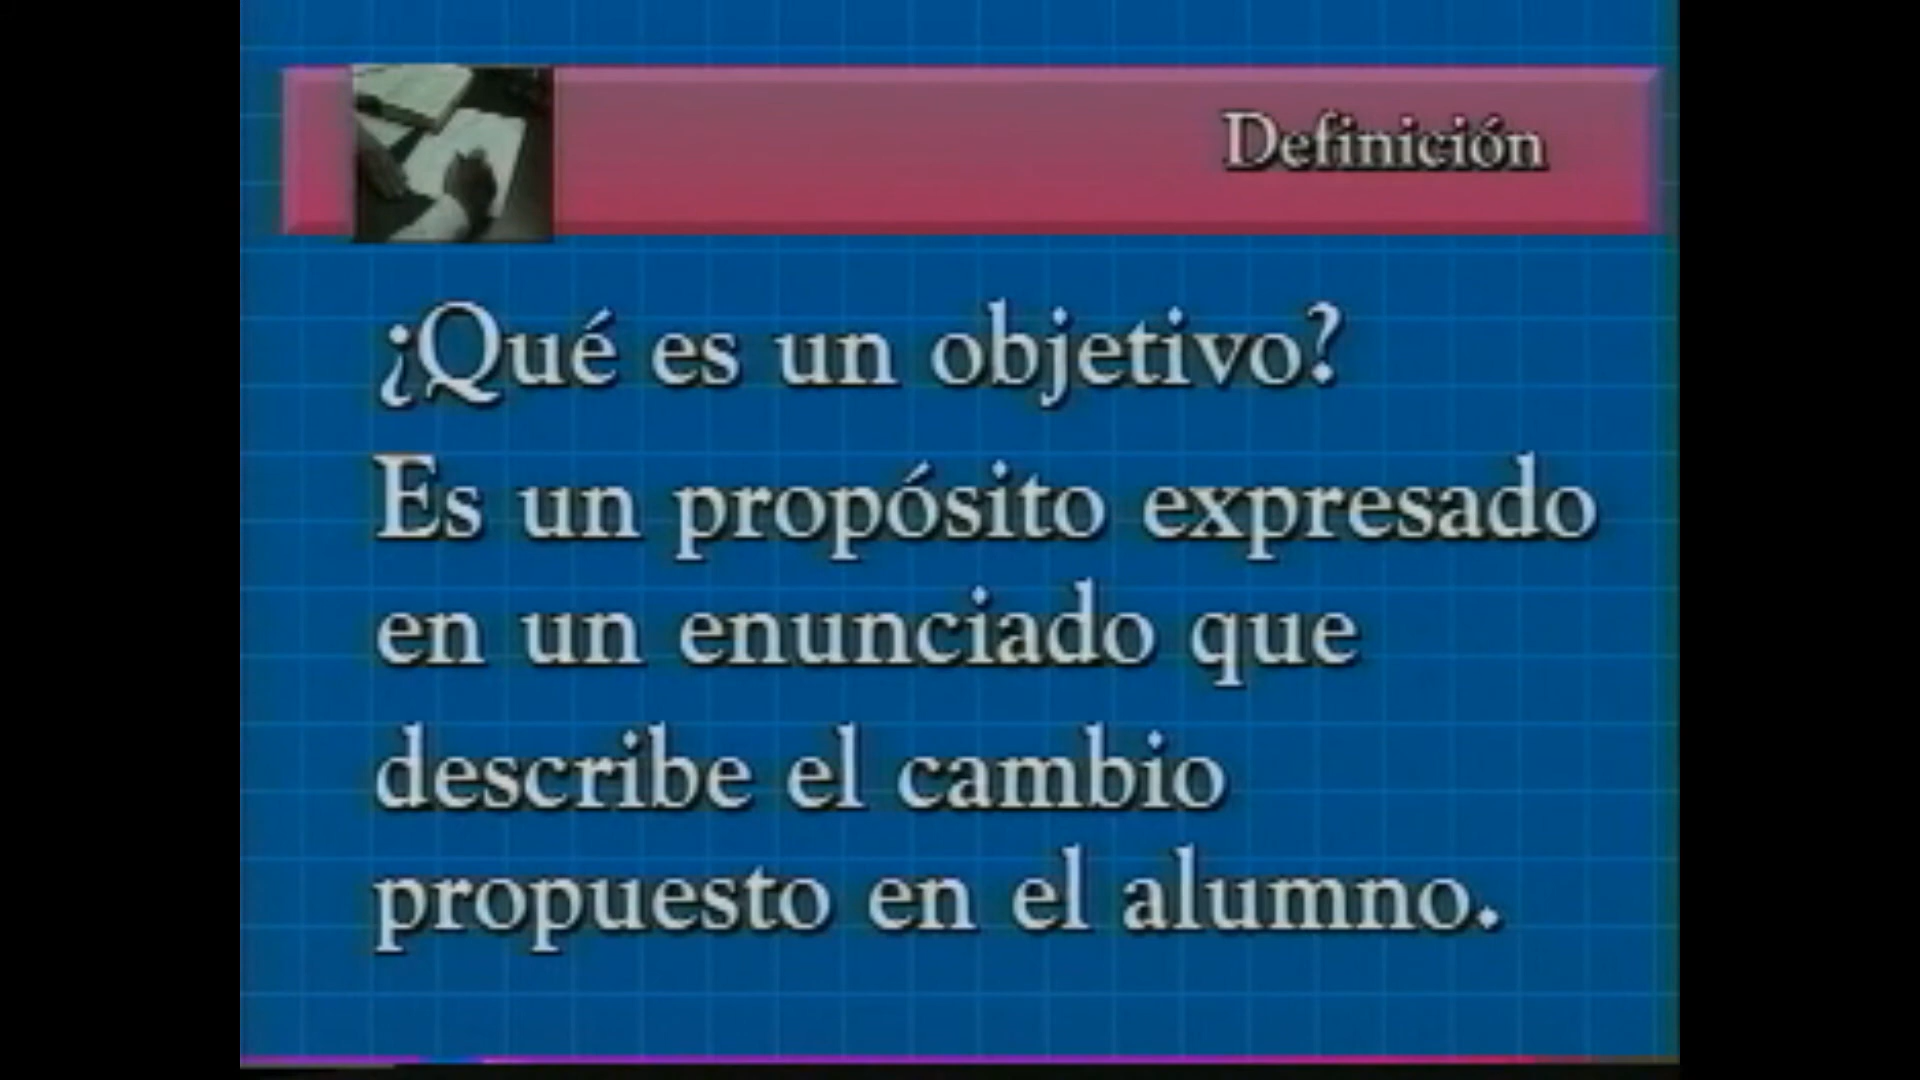 Definición
¿Qué es un objetivo?
Es un propósito expresado
en un enunciado que
describe el cambio
propuesto en el alumno.